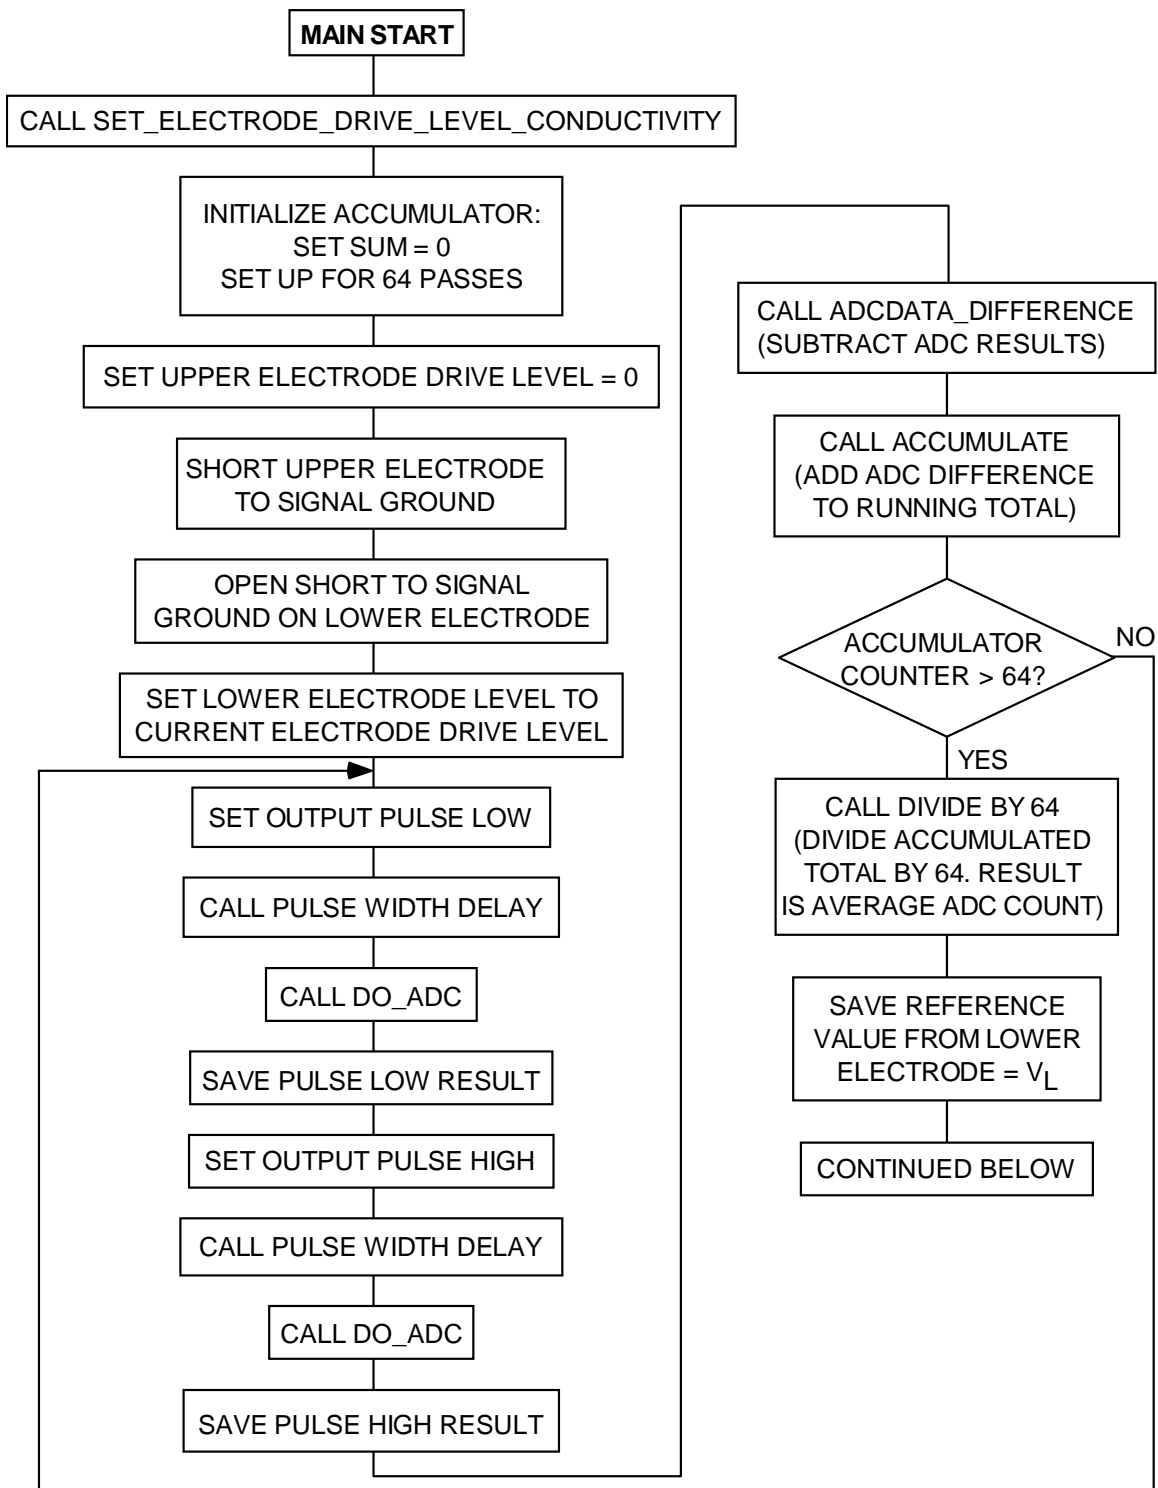 MAIN START
CALL SET_ELECTRODE_DRIVE_LEVEL_CONDUCTIVITY
INITIALIZE ACCUMULATOR:
SET SUM = 0
SET UP FOR 64 PASSES
SET UPPER ELECTRODE DRIVE LEVEL = 0
SHORT UPPER ELECTRODE
TO SIGNAL GROUND
OPEN SHORT TO SIGNAL
GROUND ON LOWER ELECTRODE
SET LOWER ELECTRODE LEVEL TO
CURRENT ELECTRODE DRIVE LEVEL
SET OUTPUT PULSE LOW
CALL PULSE WIDTH DELAY
CALL DO_ADC
SAVE PULSE LOW RESULT
SET OUTPUT PULSE HIGH
CALL PULSE WIDTH DELAY
CALL DO_ADC
SAVE PULSE HIGH RESULT
CALL ADCDATA_DIFFERENCE
(SUBTRACT ADC RESULTS)
CALL ACCUMULATE
(ADD ADC DIFFERENCE
TO RUNNING TOTAL)
ACCUMULATOR
COUNTER > 64?
NO
YES
CALL DIVIDE BY 64
(DIVIDE ACCUMULATED
TOTAL BY 64. RESULT
IS AVERAGE ADC COUNT)
SAVE REFERENCE
VALUE FROM LOWER
ELECTRODE = VL
CONTINUED BELOW